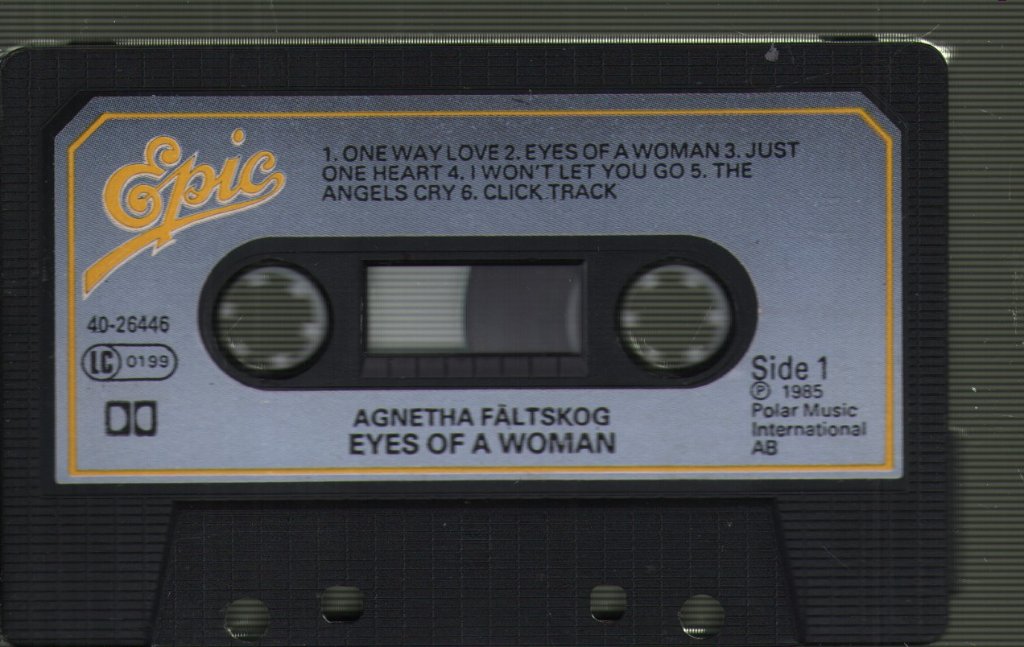 Epic
1. ONE WAY LOVE 2. EYES OF A WOMAN 3. JUST
ONE HEART 4. I WON'T LET YOU GO 5. THE
ANGELS CRY 6. CLICK TRACK
40-26446
LC 0199
Side 1
℗ 1985
Polar Music
International
AB
AGNETHA FÄLTSKOG
EYES OF A WOMAN